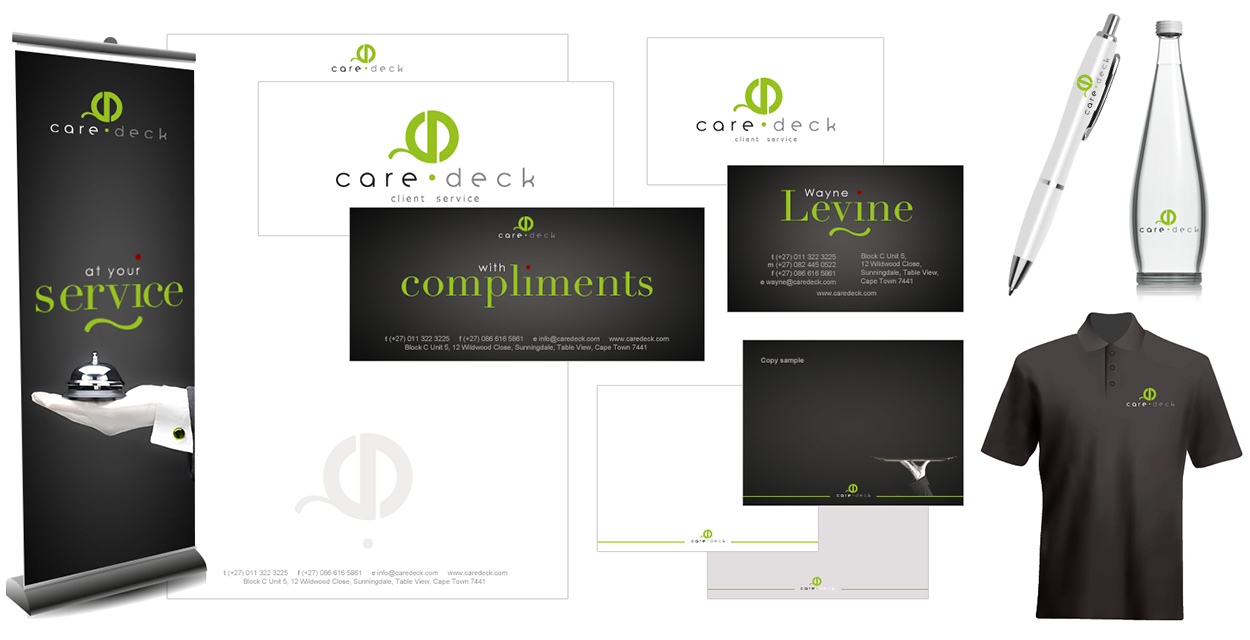 care•deck
at your
service
care•deck
care•deck
client service
care•deck
with
compliments
t (+27) 011 322 3225 f (+27) 086 616 5861 e info@caredeck.com www.caredeck.com
Block C Unit 5, 12 Wildwood Close, Sunningdale, Table View, Cape Town 7441
t (+27) 011 322 3225 f (+27) 086 616 5861 e info@caredeck.com www.caredeck.com
Block C Unit 5, 12 Wildwood Close, Sunningdale, Table View, Cape Town 7441
care•deck
client service
Wayne
Levine
t (+27) 011 322 3225
m (+27) 082 445 0522
f (+27) 086 616 5861
e wayne@caredeck.com
Block C Unit 5,
12 Wildwood Close,
Sunningdale, Table View,
Cape Town 7441
www.caredeck.com
Copy sample
care•deck
care•deck
care•deck
care•deck
care•deck
care•deck